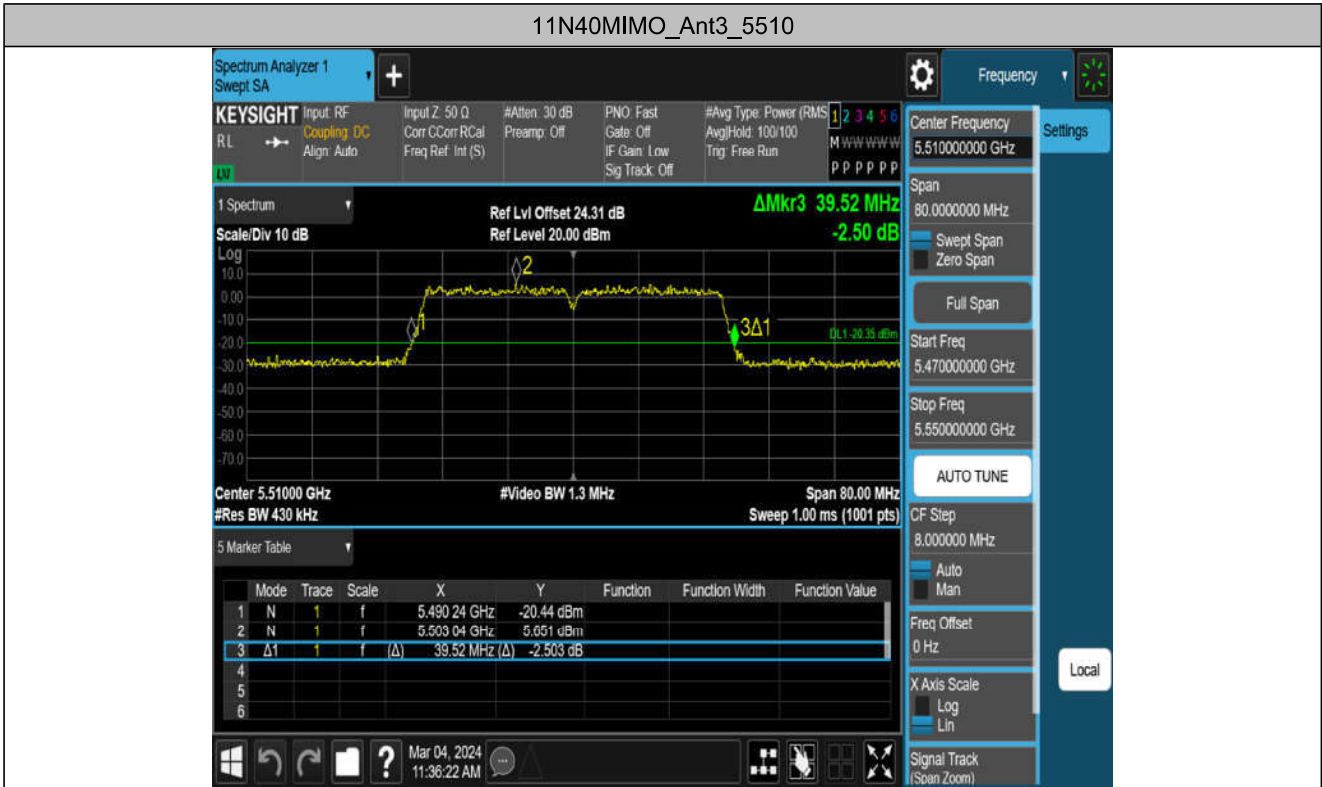 11N40MIMO_Ant3_5510
Spectrum Analyzer 1
Swept SA
+
Frequency
KEYSIGHT
RL
LXI
Input: RF
Coupling: DC
Align: Auto
Input Z: 50 Ω
Corr CCorr RCal
Freq Ref: Int (S)
#Atten: 30 dB
Preamp: Off
PNO: Fast
Gate: Off
IF Gain: Low
Sig Track: Off
#Avg Type: Power (RMS
Avg|Hold: 100/100
Trig: Free Run
1 2 3 4 5 6
M W W W W W
P P P P P P
1 Spectrum
Scale/Div 10 dB
Ref Lvl Offset 24.31 dB
Ref Level 20.00 dBm
ΔMkr3 39.52 MHz
-2.50 dB
Log
10.0
0.00
-10.0
-20.0
-30.0
-40.0
-50.0
-60.0
-70.0
2
1
3Δ1
DL1 -20.35 dBm
Center 5.51000 GHz
#Video BW 1.3 MHz
Span 80.00 MHz
#Res BW 430 kHz
Sweep 1.00 ms (1001 pts)
5 Marker Table
Mode Trace Scale X Y Function Function Width Function Value
1 N 1 f 5.490 24 GHz -20.44 dBm
2 N 1 f 5.503 04 GHz 5.651 dBm
3 Δ1 1 f (Δ) 39.52 MHz (Δ) -2.503 dB
4
5
6
Mar 04, 2024
11:36:22 AM
?
Center Frequency
5.510000000 GHz
Settings
Span
80.0000000 MHz
Swept Span
Zero Span
Full Span
Start Freq
5.470000000 GHz
Stop Freq
5.550000000 GHz
AUTO TUNE
CF Step
8.000000 MHz
Auto
Man
Freq Offset
0 Hz
Local
X Axis Scale
Log
Lin
Signal Track
(Span Zoom)